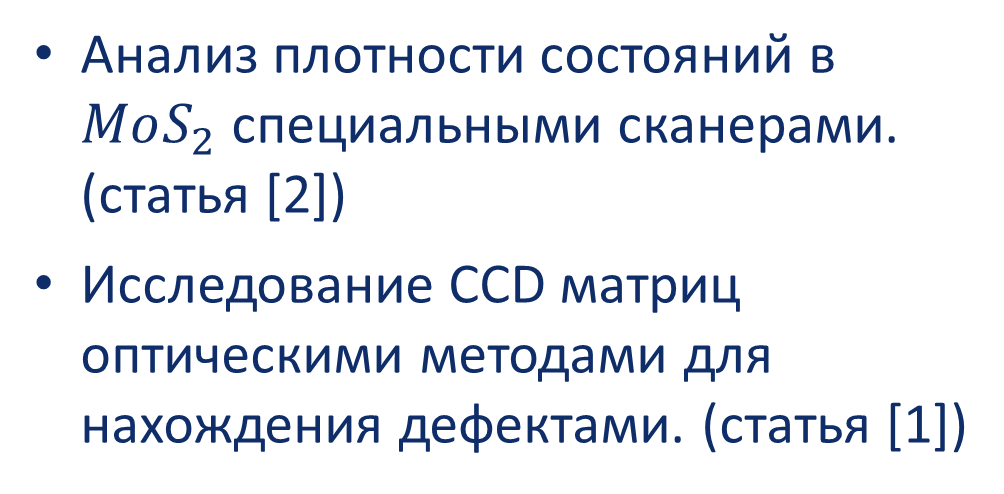 • Анализ плотности состояний в
MoS₂ специальными сканерами.
(статья [2])
• Исследование CCD матриц
оптическими методами для
нахождения дефектами. (статья [1])